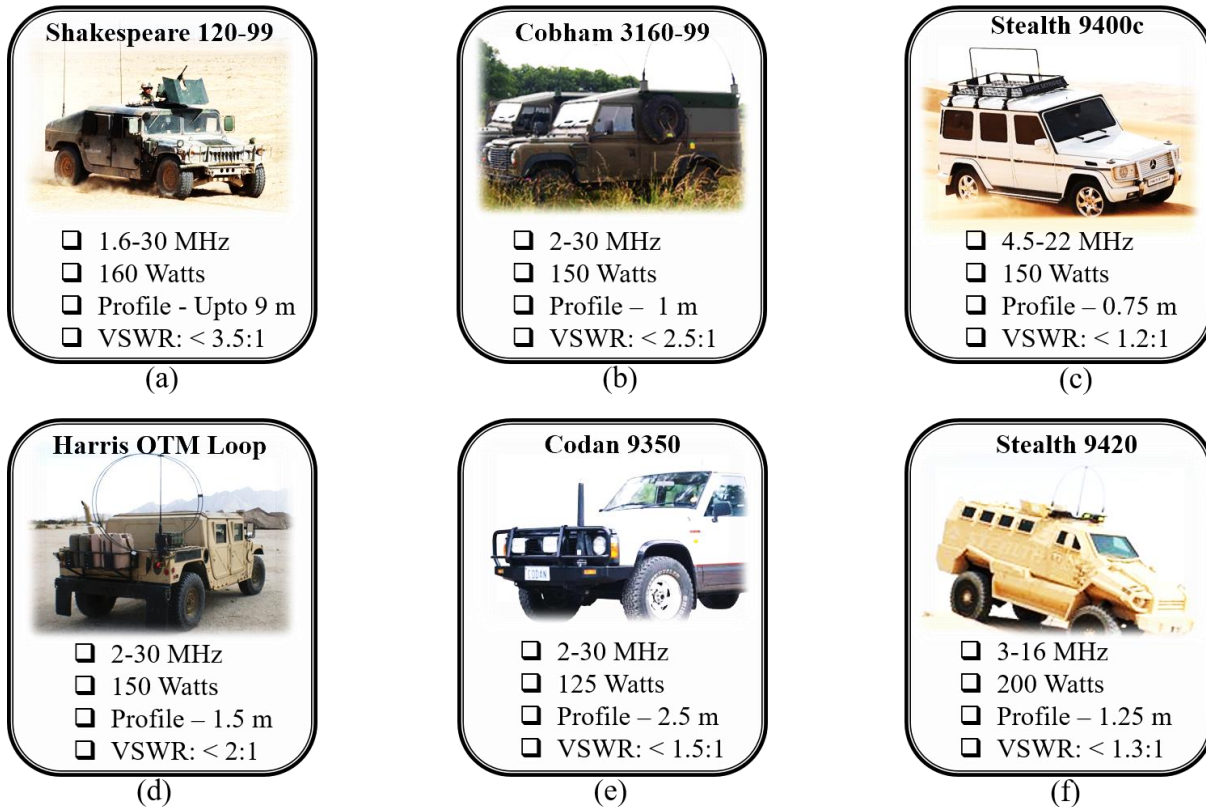 Shakespeare 120-99
❑ 1.6-30 MHz
❑ 160 Watts
❑ Profile - Upto 9 m
❑ VSWR: < 3.5:1
(a)
Cobham 3160-99
❑ 2-30 MHz
❑ 150 Watts
❑ Profile – 1 m
❑ VSWR: < 2.5:1
(b)
Stealth 9400c
❑ 4.5-22 MHz
❑ 150 Watts
❑ Profile – 0.75 m
❑ VSWR: < 1.2:1
(c)
Harris OTM Loop
❑ 2-30 MHz
❑ 150 Watts
❑ Profile – 1.5 m
❑ VSWR: < 2:1
(d)
Codan 9350
CODAN
❑ 2-30 MHz
❑ 125 Watts
❑ Profile – 2.5 m
❑ VSWR: < 1.5:1
(e)
Stealth 9420
❑ 3-16 MHz
❑ 200 Watts
❑ Profile – 1.25 m
❑ VSWR: < 1.3:1
(f)